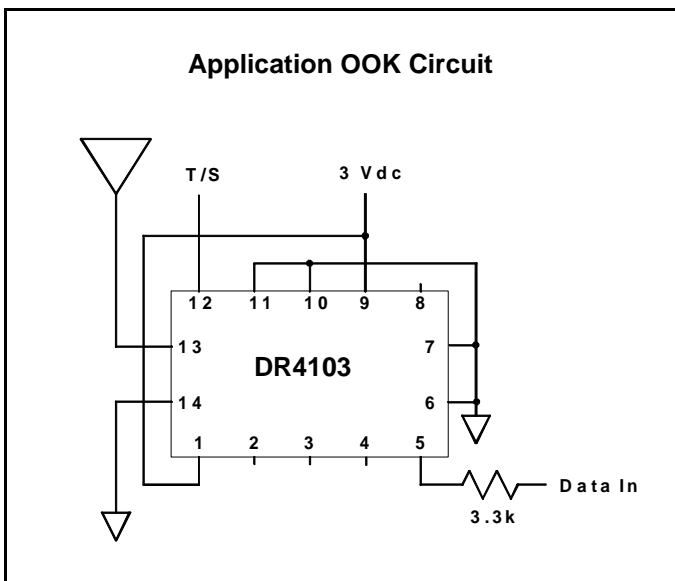 Application OOK Circuit
T/S
3 Vdc
12 11 10 9 8
13
7
DR4103
14
6
1 2 3 4 5
Data In
3.3k